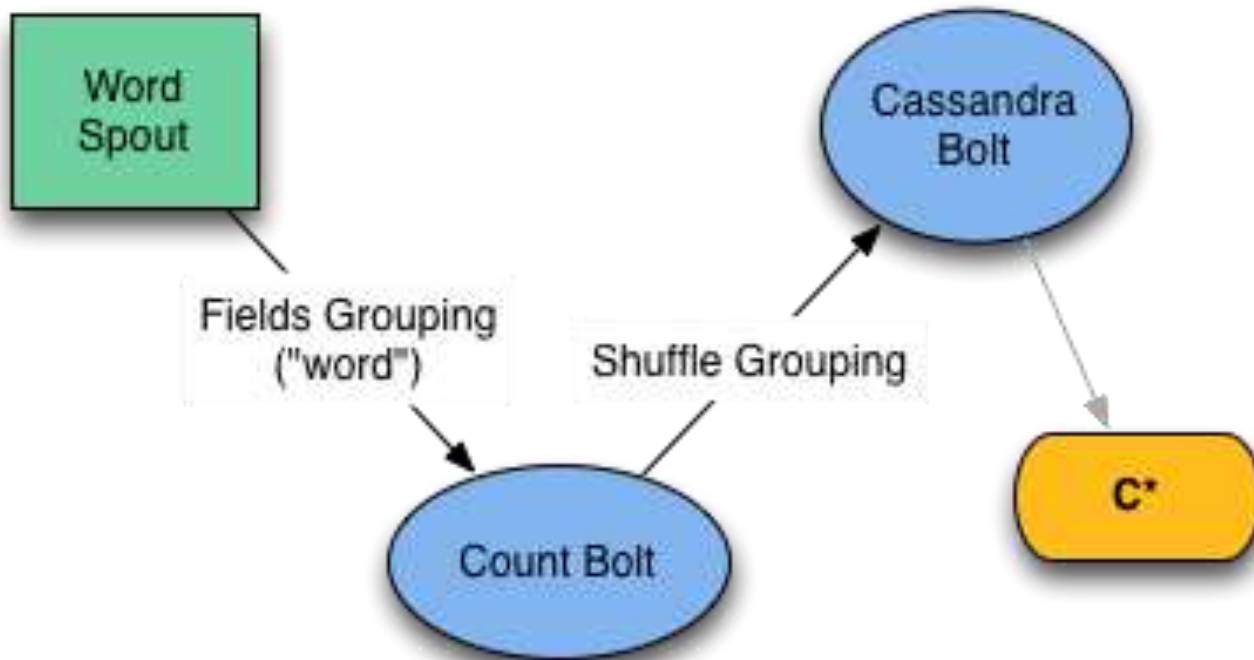 Word
Spout
Cassandra
Bolt
Fields Grouping
("word")
Shuffle Grouping
C*
Count Bolt